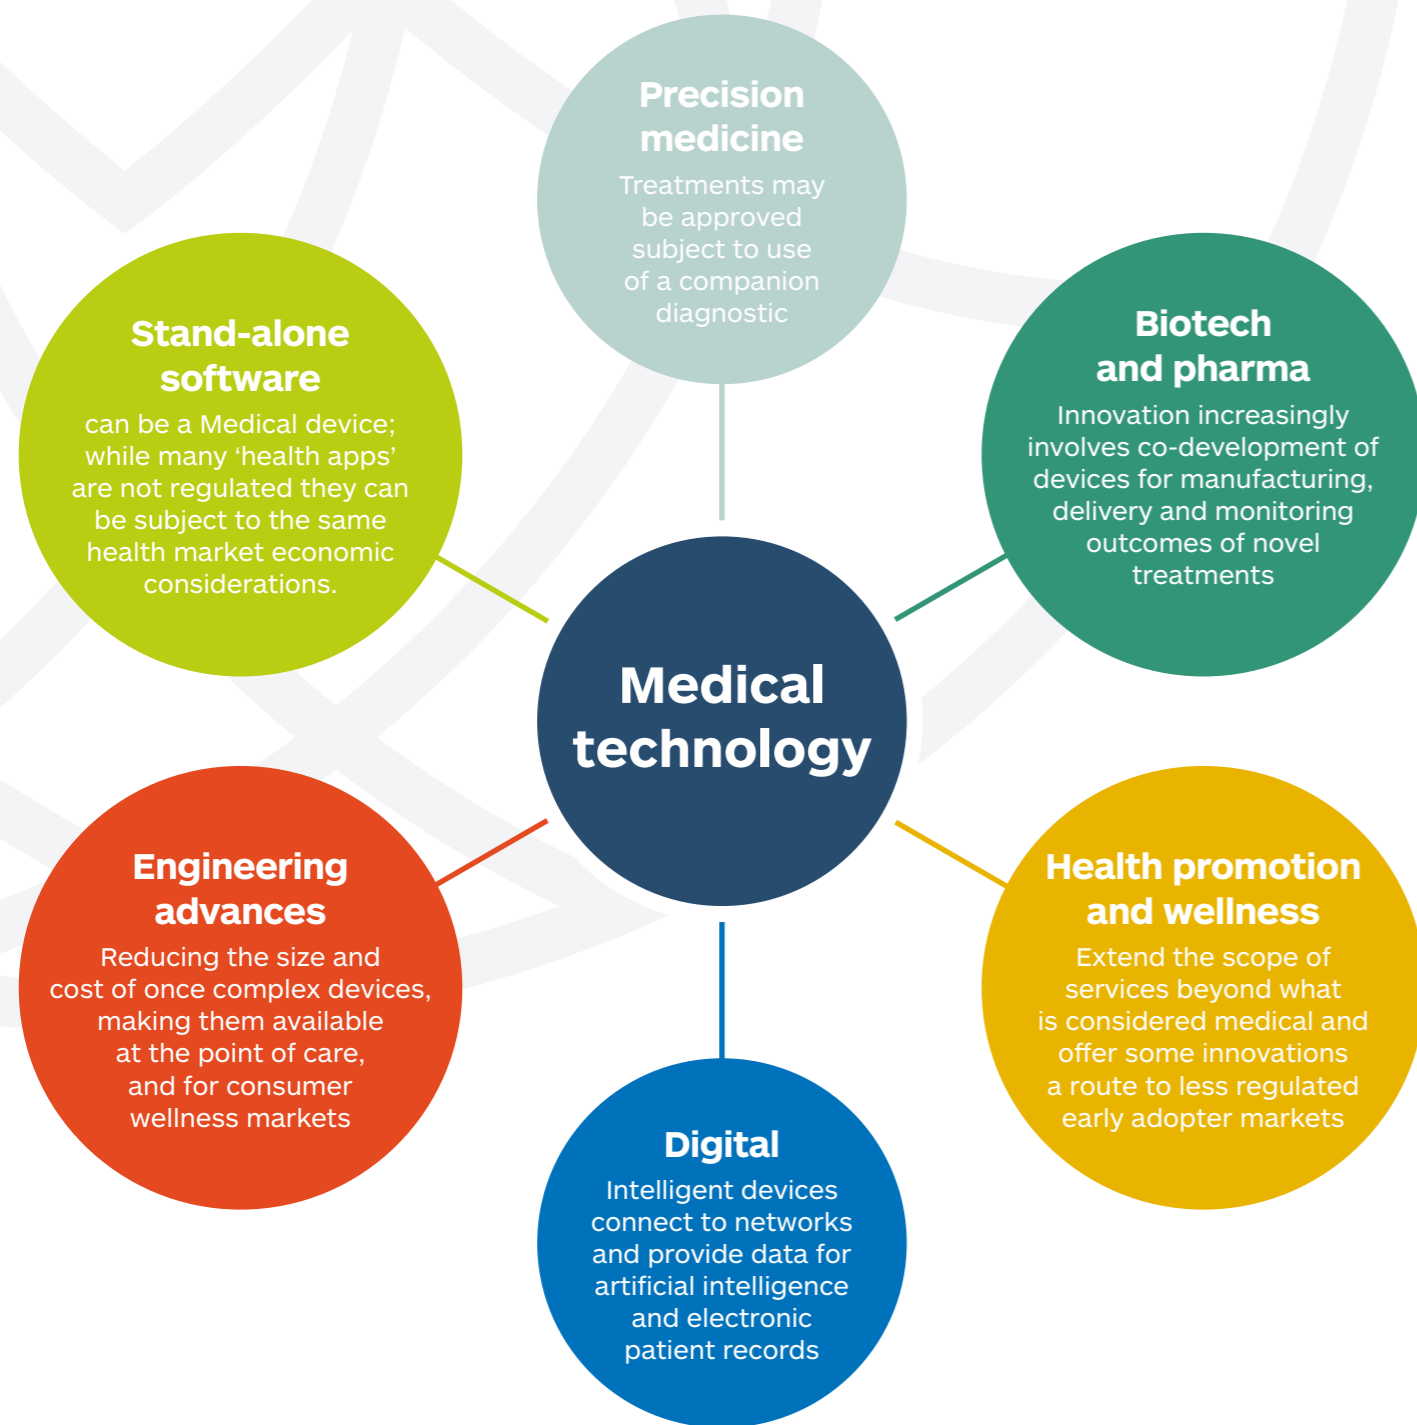 Precision
medicine
Treatments may
be approved
subject to use
of a companion
diagnostic
Stand-alone
software
can be a Medical device;
while many ‘health apps’
are not regulated they can
be subject to the same
health market economic
considerations.
Biotech
and pharma
Innovation increasingly
involves co-development of
devices for manufacturing,
delivery and monitoring
outcomes of novel
treatments
Medical
technology
Engineering
advances
Reducing the size and
cost of once complex devices,
making them available
at the point of care,
and for consumer
wellness markets
Health promotion
and wellness
Extend the scope of
services beyond what
is considered medical and
offer some innovations
a route to less regulated
early adopter markets
Digital
Intelligent devices
connect to networks
and provide data for
artificial intelligence
and electronic
patient records